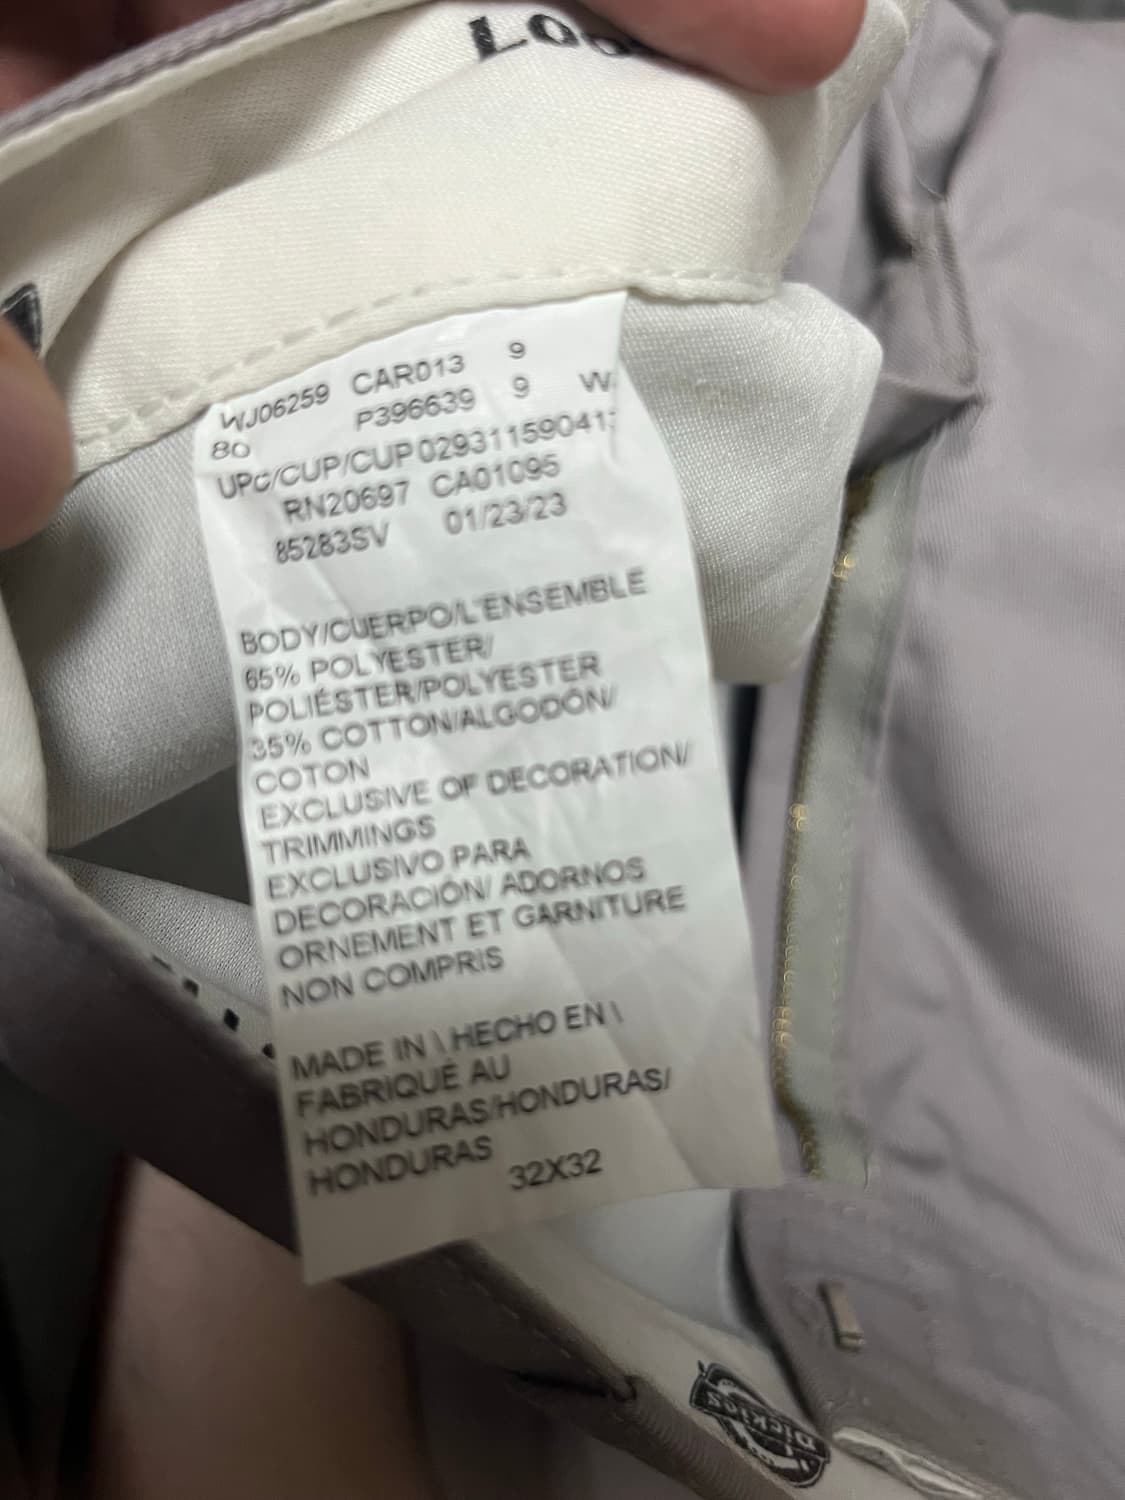 WJ06259 CAR013 9
80 P396639 9 W
UPC/CUP/CUP 02931159041
RN20697 CA01095
85283SV 01/23/23
BODY/CUERPO/L'ENSEMBLE
65% POLYESTER/
POLIÉSTER/POLYESTER
35% COTTON/ALGODÓN/
COTON
EXCLUSIVE OF DECORATION/
TRIMMINGS
EXCLUSIVO PARA
DECORACIÓN/ ADORNOS
ORNEMENT ET GARNITURE
NON COMPRIS
MADE IN \ HECHO EN \
FABRIQUÉ AU
HONDURAS/HONDURAS/
HONDURAS
32X32
Dickies